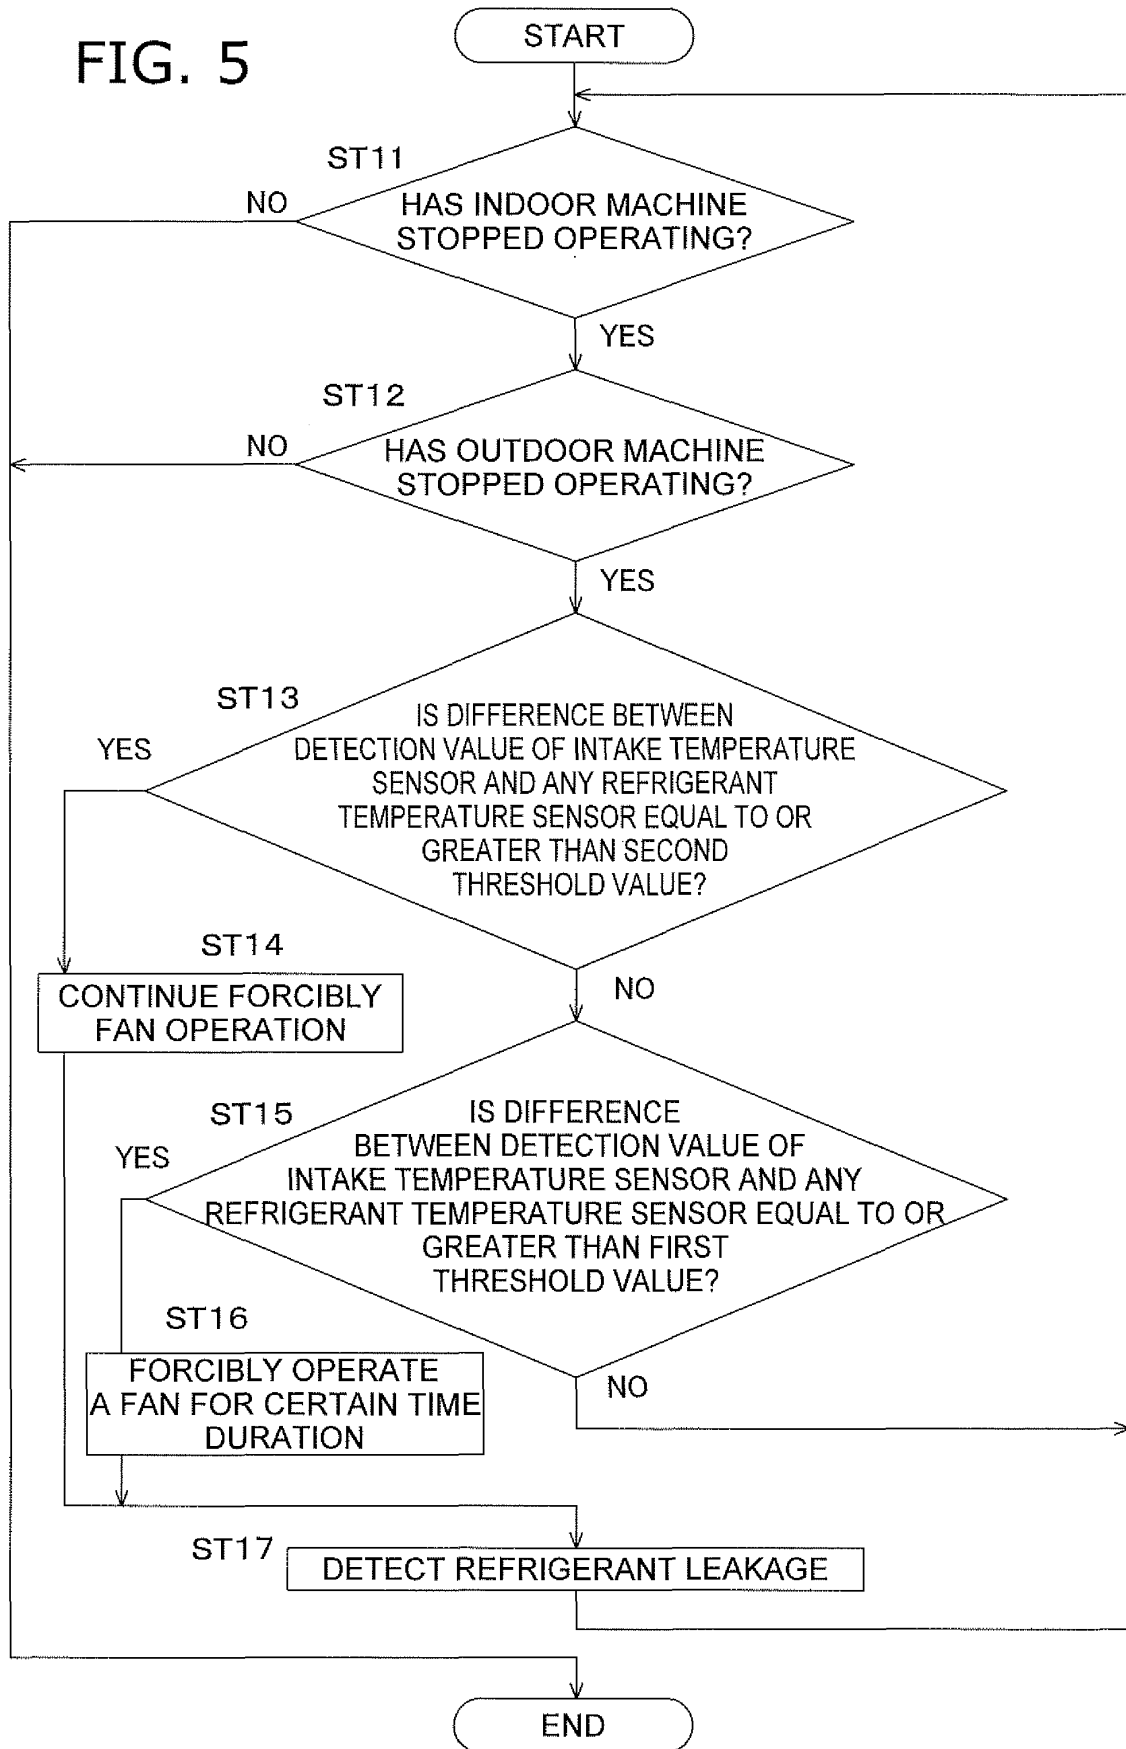 FIG. 5
START
ST11
NO
HAS INDOOR MACHINE
STOPPED OPERATING?
YES
ST12
NO
HAS OUTDOOR MACHINE
STOPPED OPERATING?
YES
ST13
YES
IS DIFFERENCE BETWEEN
DETECTION VALUE OF INTAKE TEMPERATURE
SENSOR AND ANY REFRIGERANT
TEMPERATURE SENSOR EQUAL TO OR
GREATER THAN SECOND
THRESHOLD VALUE?
ST14
CONTINUE FORCIBLY
FAN OPERATION
NO
ST15
YES
IS DIFFERENCE
BETWEEN DETECTION VALUE OF
INTAKE TEMPERATURE SENSOR AND ANY
REFRIGERANT TEMPERATURE SENSOR EQUAL TO OR
GREATER THAN FIRST
THRESHOLD VALUE?
ST16
FORCIBLY OPERATE
A FAN FOR CERTAIN TIME
DURATION
NO
ST17
DETECT REFRIGERANT LEAKAGE
END